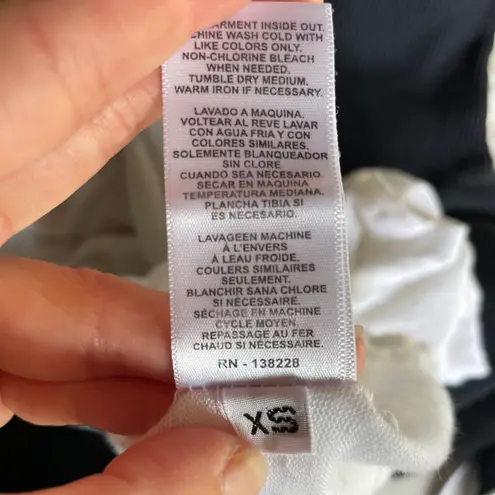 GARMENT INSIDE OUT.
MACHINE WASH COLD WITH
LIKE COLORS ONLY.
NON-CHLORINE BLEACH
WHEN NEEDED.
TUMBLE DRY MEDIUM.
WARM IRON IF NECESSARY.
LAVADO A MAQUINA.
VOLTEAR AL REVE LAVAR
CON AGUA FRIA Y CON
COLORES SIMILARES.
SOLEMENTE BLANQUEADOR
SIN CLORE
CUANDO SEA NECESARIO.
SECAR EN MAQUINA
TEMPERATURA MEDIANA.
PLANCHA TIBIA SI
ES NECESARIO.
LAVAGEEN MACHINE
À L'ENVERS
À LEAU FROIDE.
COULERS SIMILAIRES
SEULEMENT.
BLANCHIR SANA CHLORE
SI NÉCESSAIRE.
SÉCHAGE EN MACHINE
CYCLE MOYEN.
REPASSAGE AU FER
CHAUD SI NÉCESSAIRE.
RN - 138228
XS